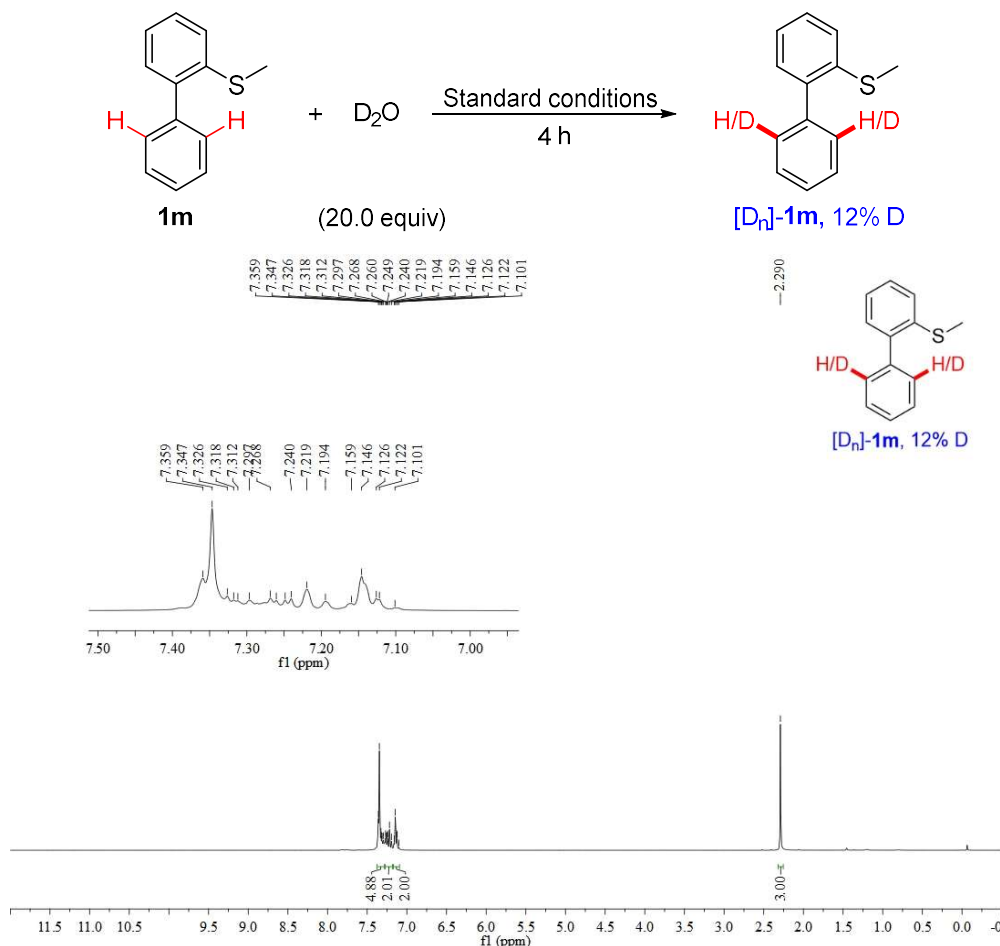 S
H
H
+
D2O
Standard conditions
4 h
H/D
H/D
S
1m
(20.0 equiv)
[Dn]-1m, 12% D
7.359
7.347
7.326
7.318
7.312
7.297
7.268
7.260
7.249
7.240
7.219
7.194
7.159
7.146
7.126
7.122
7.101
2.290
S
H/D
H/D
[Dn]-1m, 12% D
7.359
7.347
7.326
7.318
7.312
7.297
7.268
7.240
7.219
7.194
7.159
7.146
7.126
7.122
7.101
7.50 7.40 7.30 7.20 7.10 7.00
f1 (ppm)
4.88
2.01
2.00
3.00
11.5 10.5 9.5 9.0 8.5 8.0 7.5 7.0 6.5 6.0 5.5 5.0 4.5 4.0 3.5 3.0 2.5 2.0 1.5 1.0 0.5 0.0
f1 (ppm)